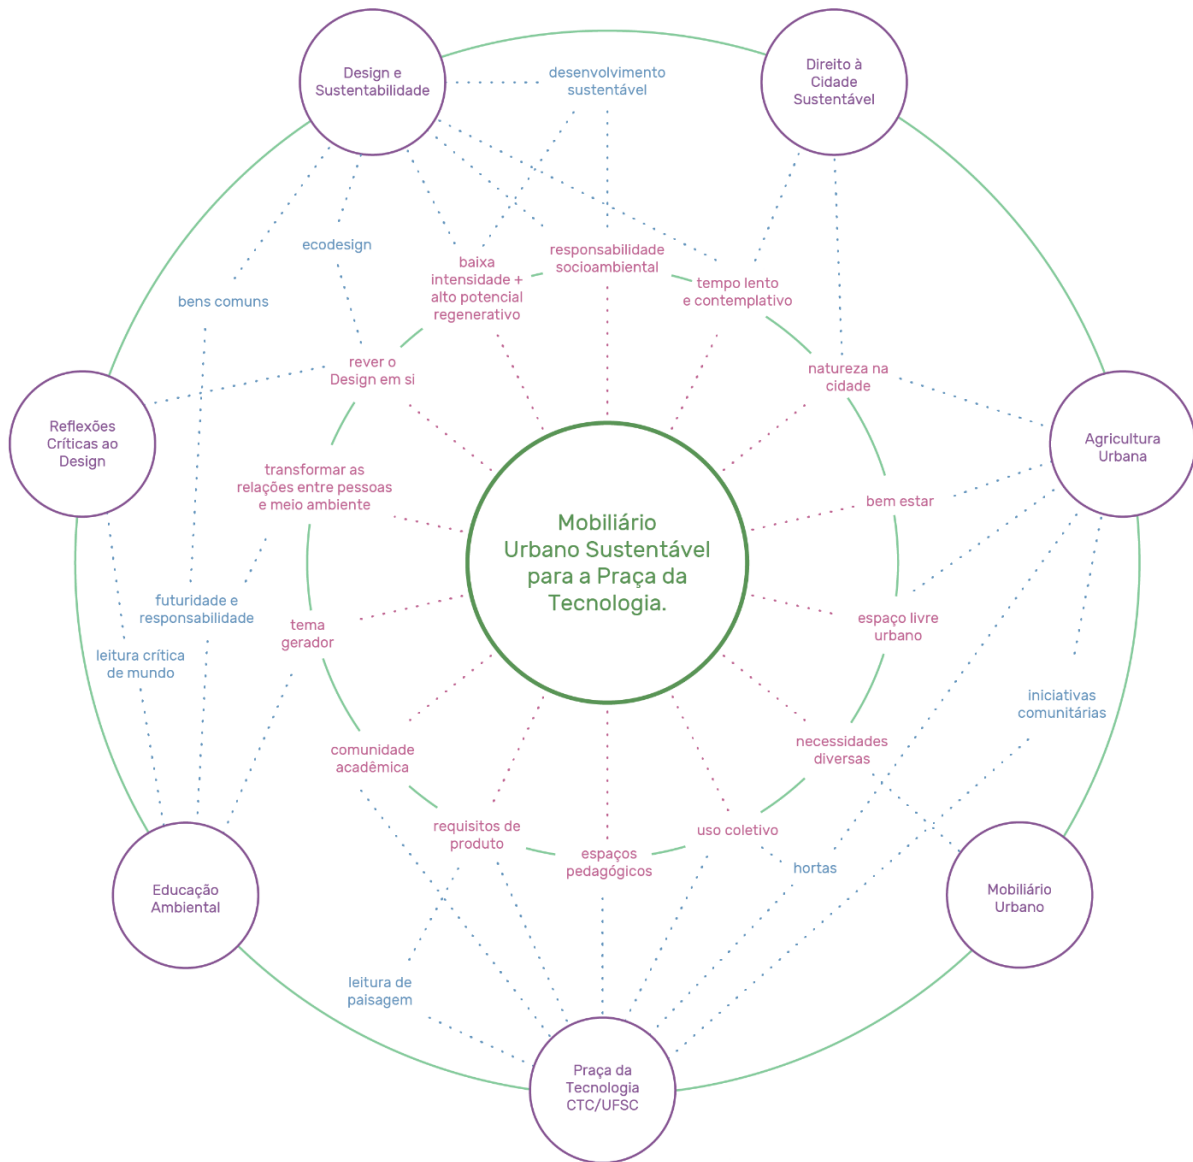 Design e
Sustentabilidade
desenvolvimento
sustentável
Direito à
Cidade
Sustentável
ecodesign
baixa
intensidade +
alto potencial
regenerativo
responsabilidade
socioambiental
tempo lento
e contemplativo
bens comuns
rever o
Design em si
natureza na
cidade
Reflexões
Críticas ao
Design
Agricultura
Urbana
transformar as
relações entre pessoas
e meio ambiente
bem estar
Mobiliário
Urbano Sustentável
para a Praça da
Tecnologia.
futuridade e
responsabilidade
tema
gerador
espaço livre
urbano
leitura crítica
de mundo
iniciativas
comunitárias
comunidade
acadêmica
necessidades
diversas
requisitos de
produto
espaços
pedagógicos
uso coletivo
hortas
Educação
Ambiental
Mobiliário
Urbano
leitura de
paisagem
Praça da
Tecnologia
CTC/UFSC